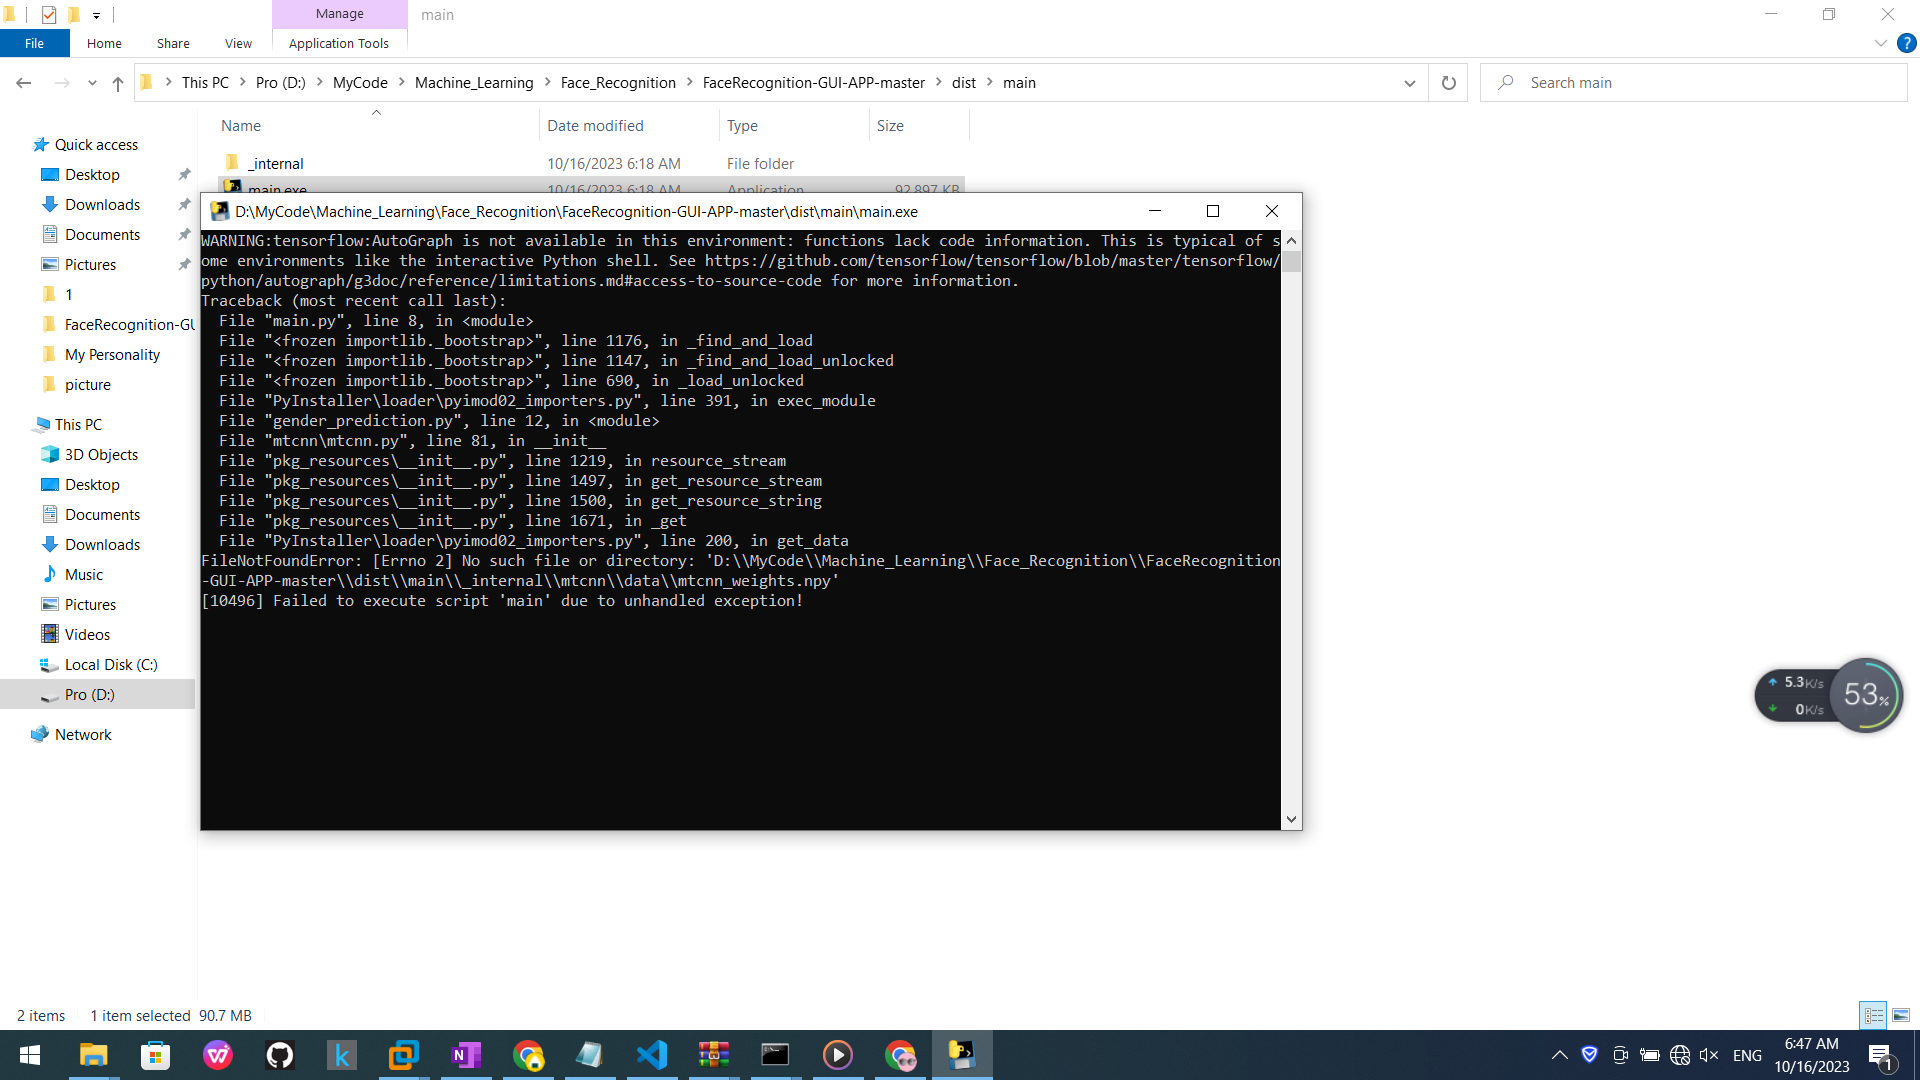 Manage
main
File
Home
Share
View
Application Tools
This PC
Pro (D:)
MyCode
Machine_Learning
Face_Recognition
FaceRecognition-GUI-APP-master
dist
main
Search main
Name
Date modified
Type
Size
_internal
10/16/2023 6:18 AM
File folder
main.exe
10/16/2023 6:18 AM
Application
92,897 KB
Quick access
Desktop
Downloads
Documents
Pictures
1
FaceRecognition-GU
My Personality
picture
This PC
3D Objects
Desktop
Documents
Downloads
Music
Pictures
Videos
Local Disk (C:)
Pro (D:)
Network
D:\MyCode\Machine_Learning\Face_Recognition\FaceRecognition-GUI-APP-master\dist\main\main.exe
WARNING:tensorflow:AutoGraph is not available in this environment: functions lack code information. This is typical of s
ome environments like the interactive Python shell. See https://github.com/tensorflow/tensorflow/blob/master/tensorflow/
python/autograph/g3doc/reference/limitations.md#access-to-source-code for more information.
Traceback (most recent call last):
  File "main.py", line 8, in <module>
  File "<frozen importlib._bootstrap>", line 1176, in _find_and_load
  File "<frozen importlib._bootstrap>", line 1147, in _find_and_load_unlocked
  File "<frozen importlib._bootstrap>", line 690, in _load_unlocked
  File "PyInstaller\loader\pyimod02_importers.py", line 391, in exec_module
  File "gender_prediction.py", line 12, in <module>
  File "mtcnn\mtcnn.py", line 81, in __init__
  File "pkg_resources\__init__.py", line 1219, in resource_stream
  File "pkg_resources\__init__.py", line 1497, in get_resource_stream
  File "pkg_resources\__init__.py", line 1500, in get_resource_string
  File "pkg_resources\__init__.py", line 1671, in _get
  File "PyInstaller\loader\pyimod02_importers.py", line 200, in get_data
FileNotFoundError: [Errno 2] No such file or directory: 'D:\\MyCode\\Machine_Learning\\Face_Recognition\\FaceRecognition
-GUI-APP-master\\dist\\main\\_internal\\mtcnn\\data\\mtcnn_weights.npy'
[10496] Failed to execute script 'main' due to unhandled exception!
5.3K/s
0K/s
53%
2 items
1 item selected 90.7 MB
ENG
6:47 AM
10/16/2023
1